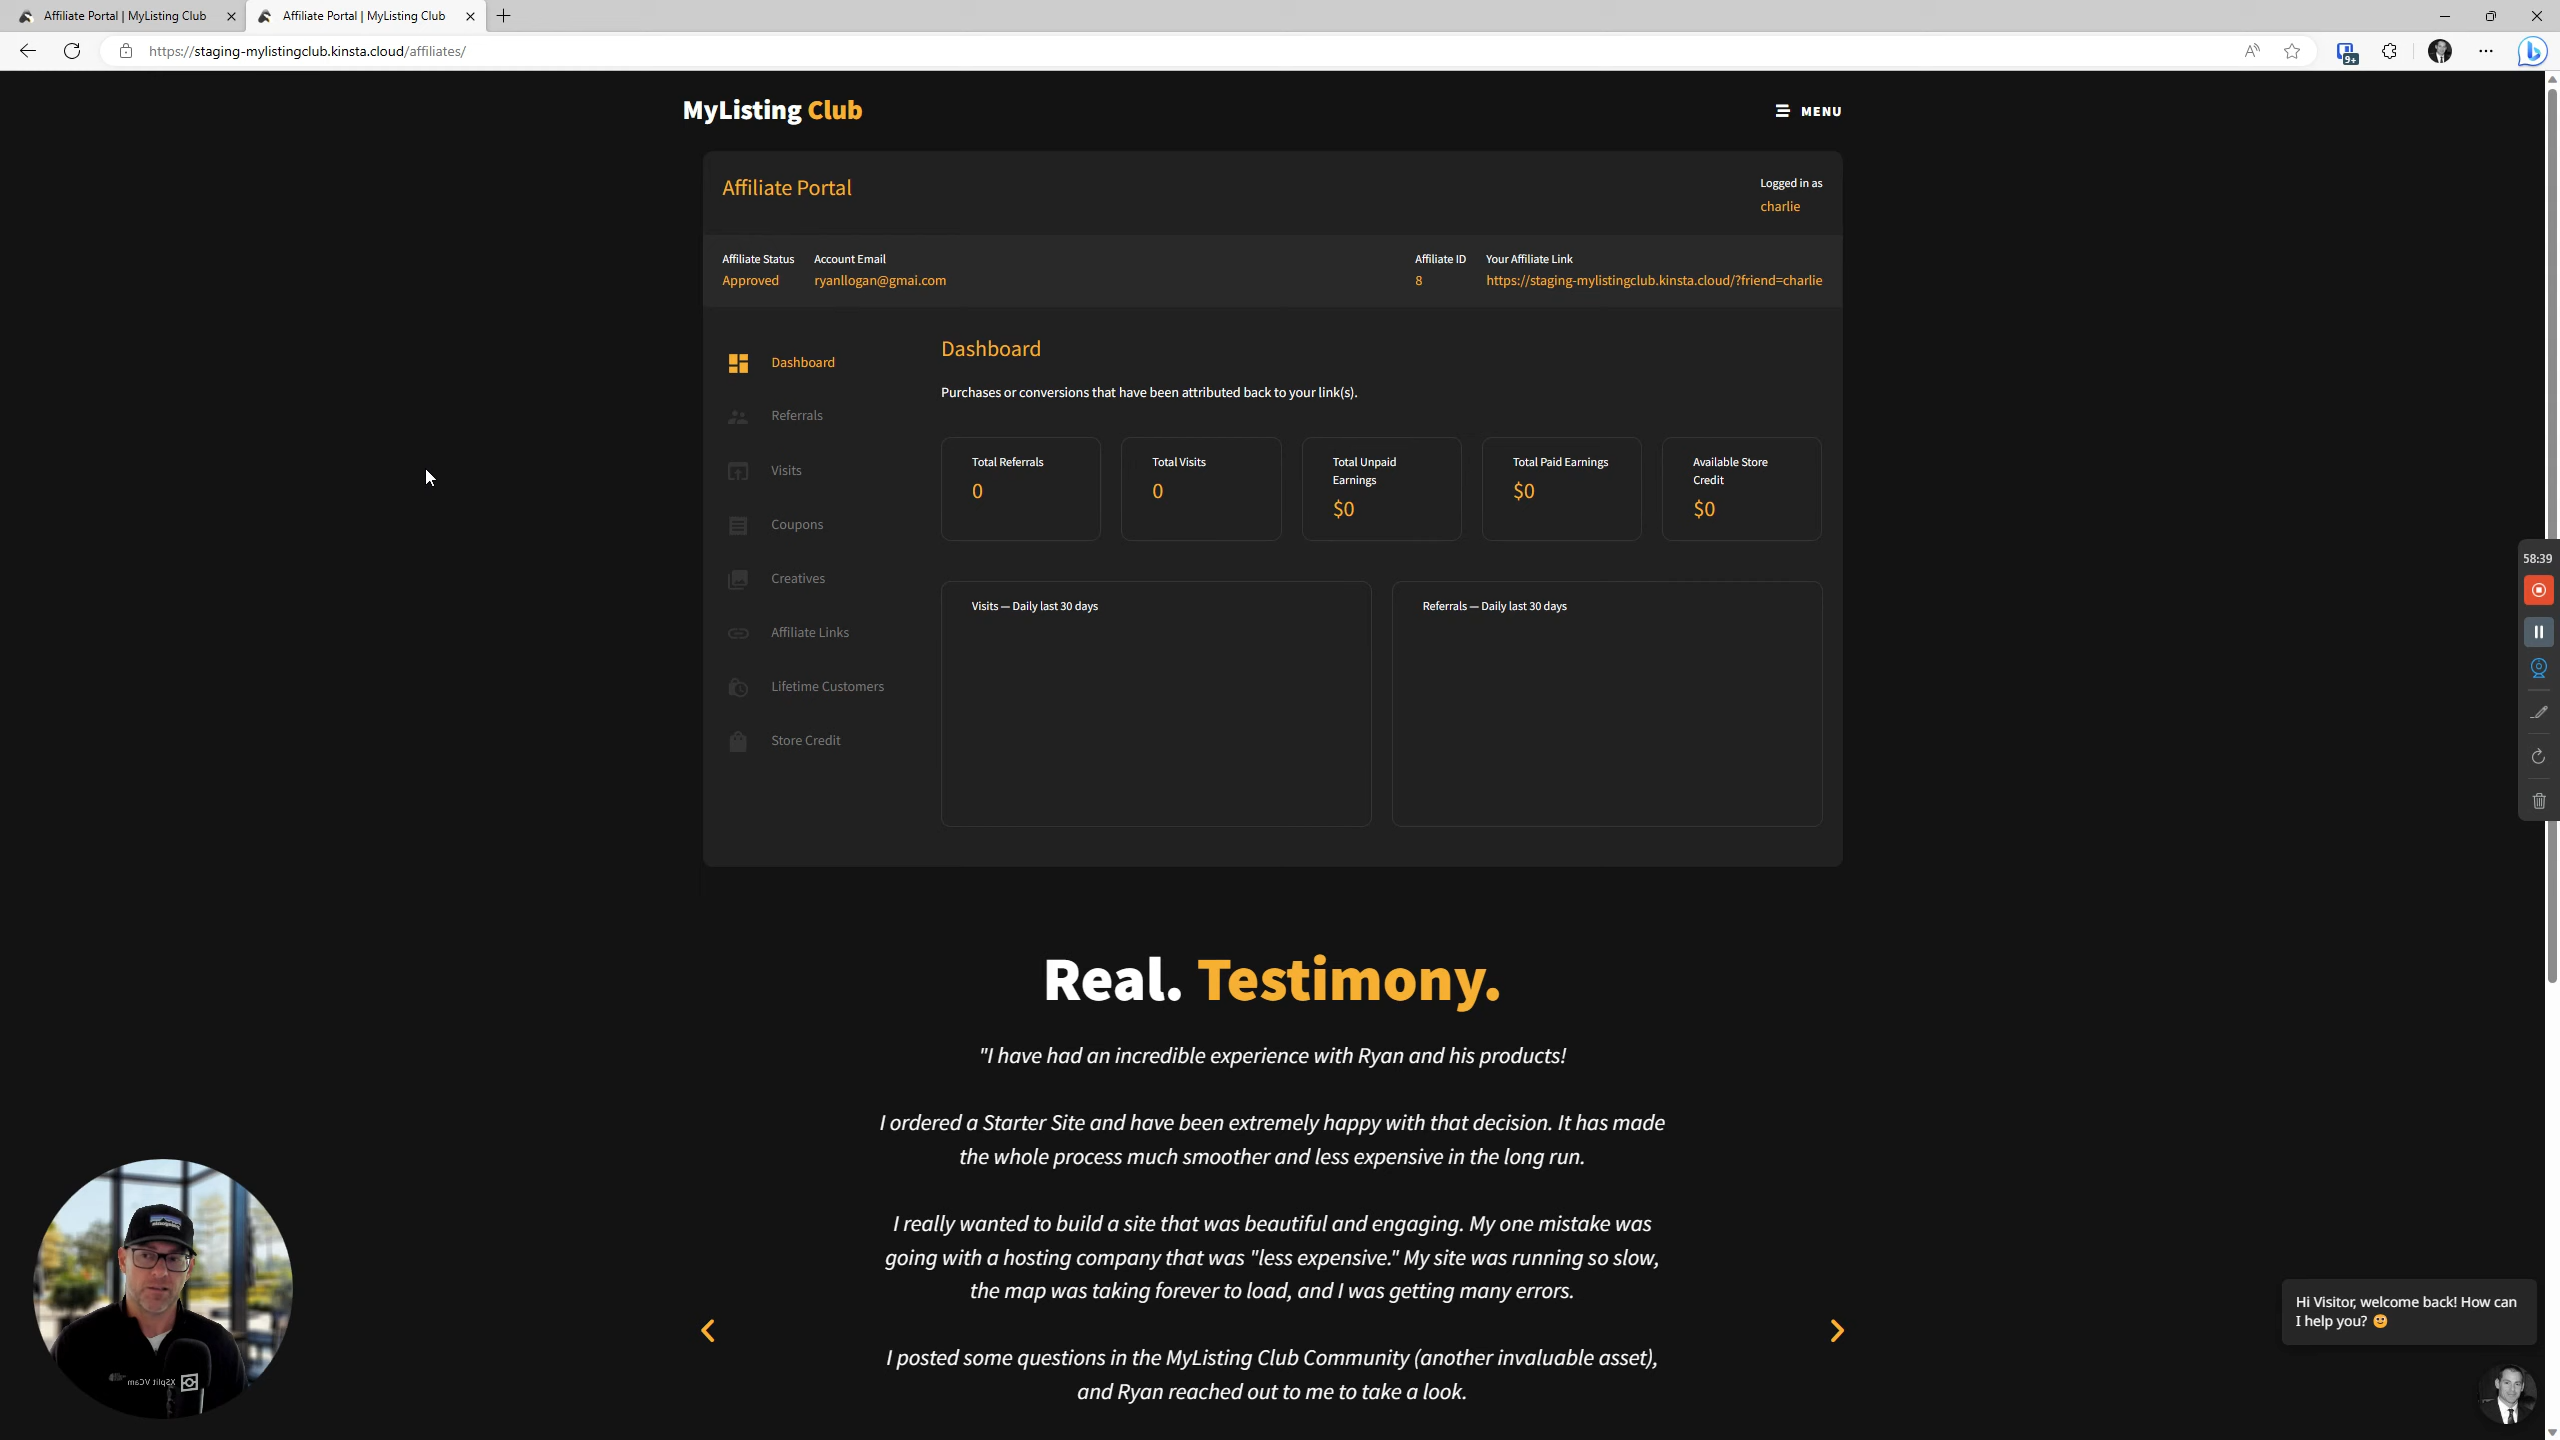 Affiliate Portal | MyListing Club
Affiliate Portal | MyListing Club
https://staging-mylistingclub.kinsta.cloud/affiliates/
9+
MyListing Club
MENU
Affiliate Portal
Logged in as
charlie
Affiliate Status
Account Email
Affiliate ID
Your Affiliate Link
Approved
ryanllogan@gmai.com
8
https://staging-mylistingclub.kinsta.cloud/?friend=charlie
Dashboard
Referrals
Visits
Coupons
Creatives
Affiliate Links
Lifetime Customers
Store Credit
Dashboard
Purchases or conversions that have been attributed back to your link(s).
Total Referrals
0
Total Visits
0
Total Unpaid
Earnings
$0
Total Paid Earnings
$0
Available Store
Credit
$0
Visits — Daily last 30 days
Referrals — Daily last 30 days
58:39
Real. Testimony.
"I have had an incredible experience with Ryan and his products!
I ordered a Starter Site and have been extremely happy with that decision. It has made
the whole process much smoother and less expensive in the long run.
I really wanted to build a site that was beautiful and engaging. My one mistake was
going with a hosting company that was "less expensive." My site was running so slow,
the map was taking forever to load, and I was getting many errors.
I posted some questions in the MyListing Club Community (another invaluable asset),
and Ryan reached out to me to take a look.
XSplit VCam
Hi Visitor, welcome back! How can
I help you? 🙂